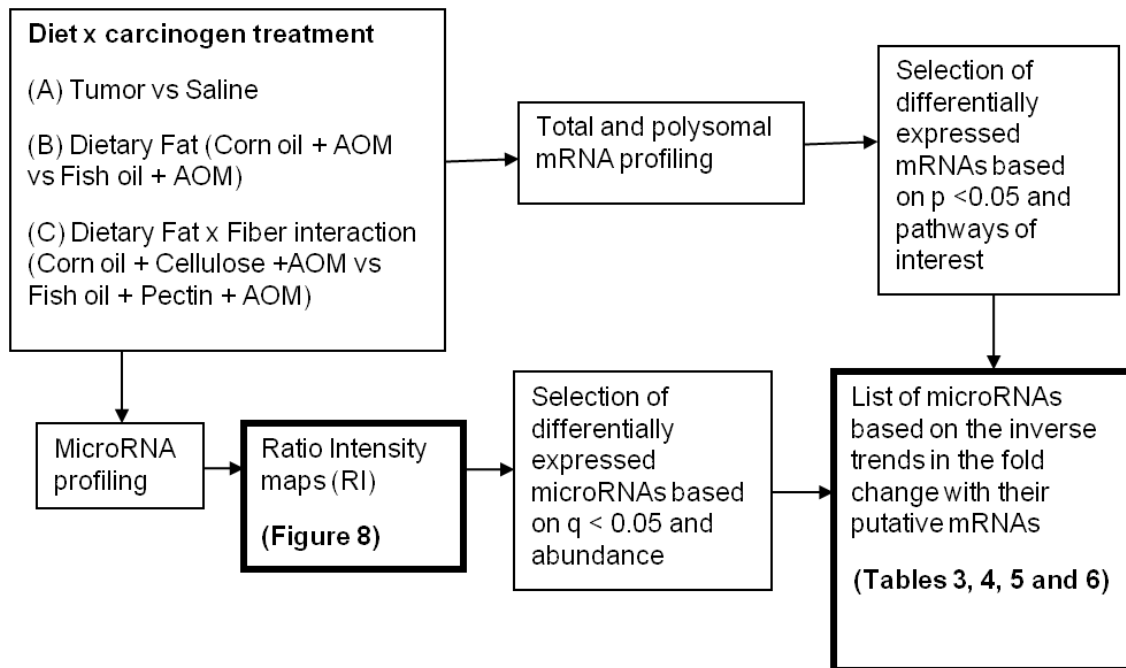 Diet x carcinogen treatment
(A) Tumor vs Saline
(B) Dietary Fat (Corn oil + AOM
vs Fish oil + AOM)
(C) Dietary Fat x Fiber interaction
(Corn oil + Cellulose +AOM vs
Fish oil + Pectin + AOM)
Total and polysomal
mRNA profiling
Selection of
differentially
expressed
mRNAs based
on p <0.05 and
pathways of
interest
MicroRNA
profiling
Ratio Intensity
maps (RI)
(Figure 8)
Selection of
differentially
expressed
microRNAs based
on q < 0.05 and
abundance
List of microRNAs
based on the inverse
trends in the fold
change with their
putative mRNAs
(Tables 3, 4, 5 and 6)